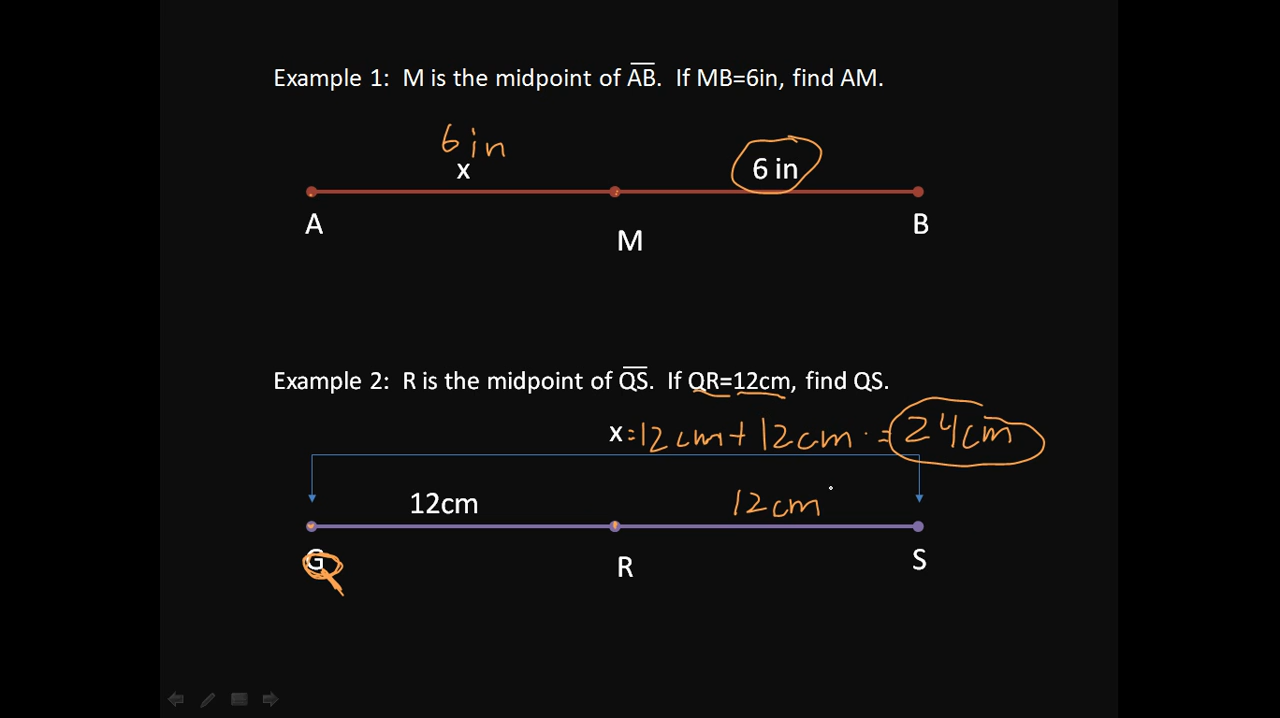 Example 1: M is the midpoint of AB. If MB=6in, find AM.
6in
x
6 in
A
M
B
Example 2: R is the midpoint of QS. If QR=12cm, find QS.
x=12cm+12cm.=24cm
12cm
12cm
Q
R
S